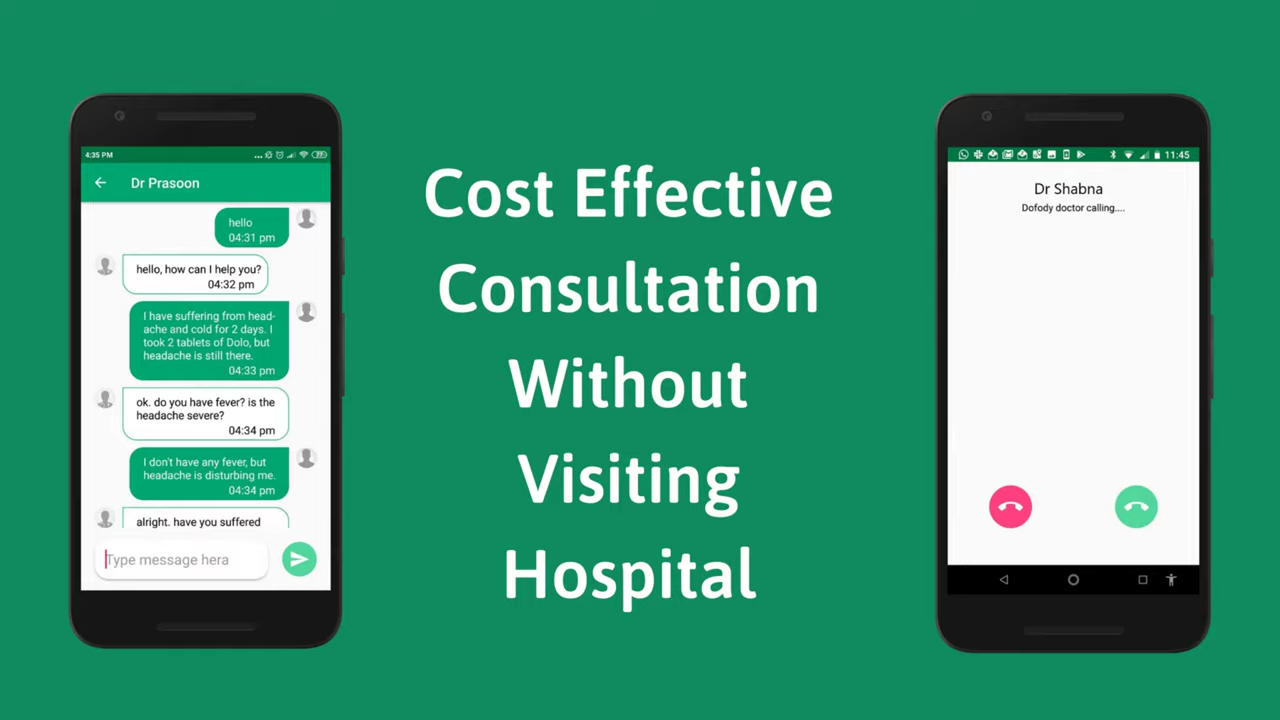 4:35 PM
77
Dr Prasoon
hello
04:31 pm
hello, how can I help you?
04:32 pm
I have suffering from head-
ache and cold for 2 days. I
took 2 tablets of Dolo, but
headache is still there.
04:33 pm
ok. do you have fever? is the
headache severe?
04:34 pm
I don't have any fever, but
headache is disturbing me.
04:34 pm
alright. have you suffered
Type message hera
Cost Effective
Consultation
Without
Visiting
Hospital
11:45
Dr Shabna
Dofody doctor calling....